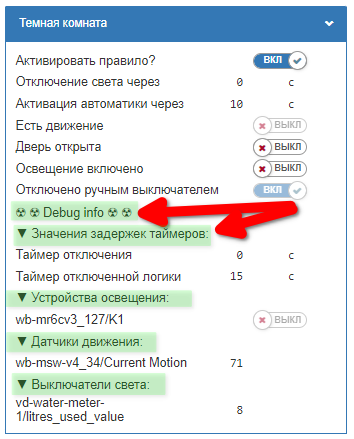 Темная комната
Активировать правило? ВКЛ
Отключение света через 0 с
Активация автоматики через 10 с
Есть движение ВЫКЛ
Дверь открыта ВЫКЛ
Освещение включено ВЫКЛ
Отключено ручным выключателем ВКЛ
☢ ☢ Debug info ☢ ☢
▼ Значения задержек таймеров:
Таймер отключения 0 с
Таймер отключенной логики 15 с
▼ Устройства освещения:
wb-mr6cv3_127/K1 ВЫКЛ
▼ Датчики движения:
wb-msw-v4_34/Current Motion 71
▼ Выключатели света:
vd-water-meter-
1/litres_used_value 8